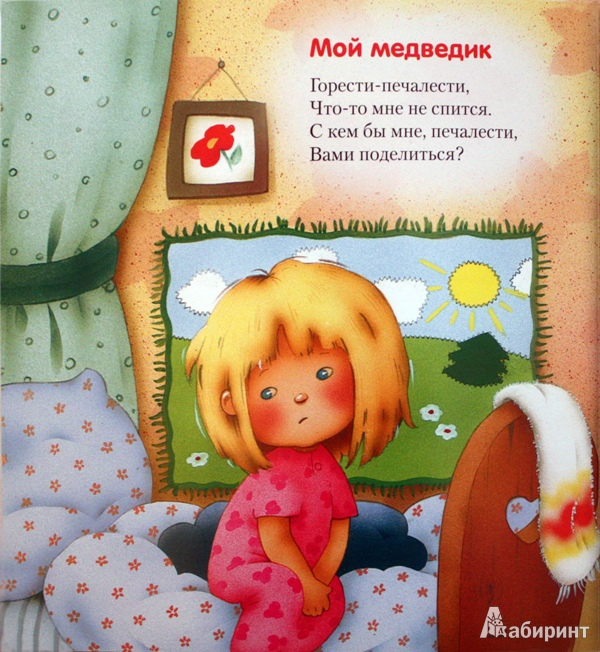 Мой медведик
Горести-печалести,
Что-то мне не спится.
С кем бы мне, печалести,
Вами поделиться?
Лабиринт